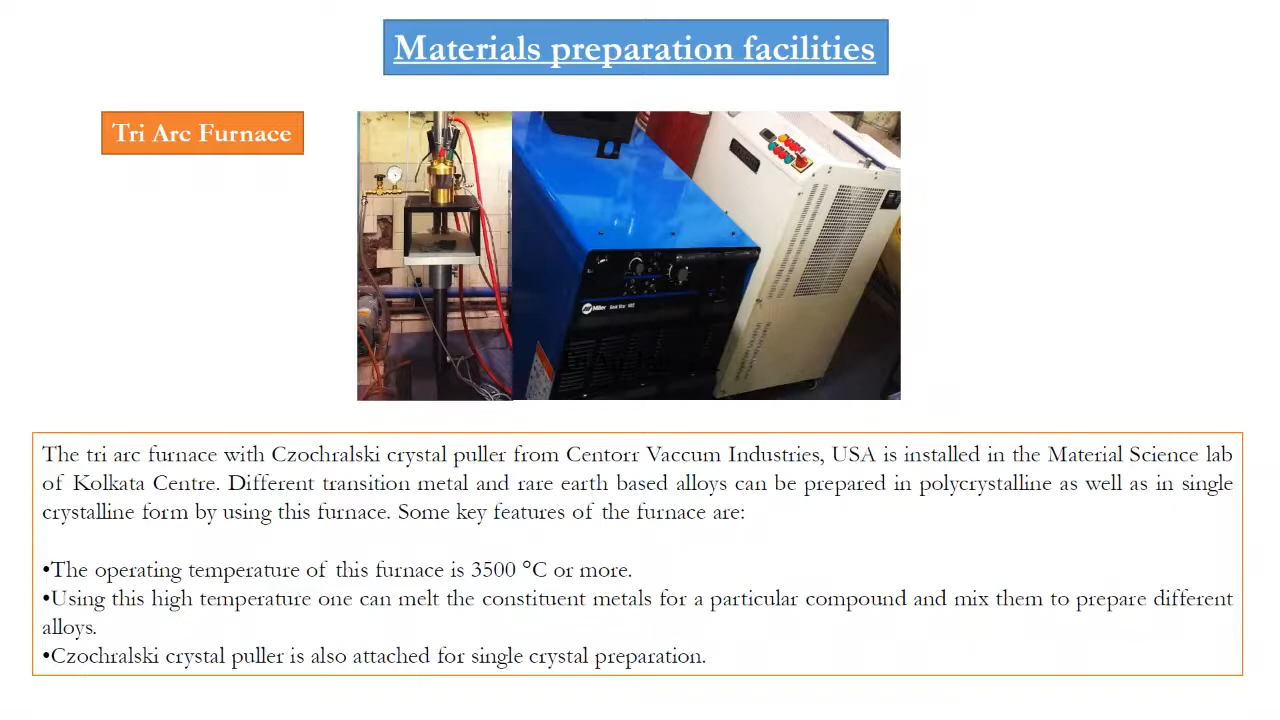 Materials preparation facilities
Tri Arc Furnace
Miller
The tri arc furnace with Czochralski crystal puller from Centorr Vaccum Industries, USA is installed in the Material Science lab
of Kolkata Centre. Different transition metal and rare earth based alloys can be prepared in polycrystalline as well as in single
crystalline form by using this furnace. Some key features of the furnace are:
•The operating temperature of this furnace is 3500 °C or more.
•Using this high temperature one can melt the constituent metals for a particular compound and mix them to prepare different
alloys.
•Czochralski crystal puller is also attached for single crystal preparation.